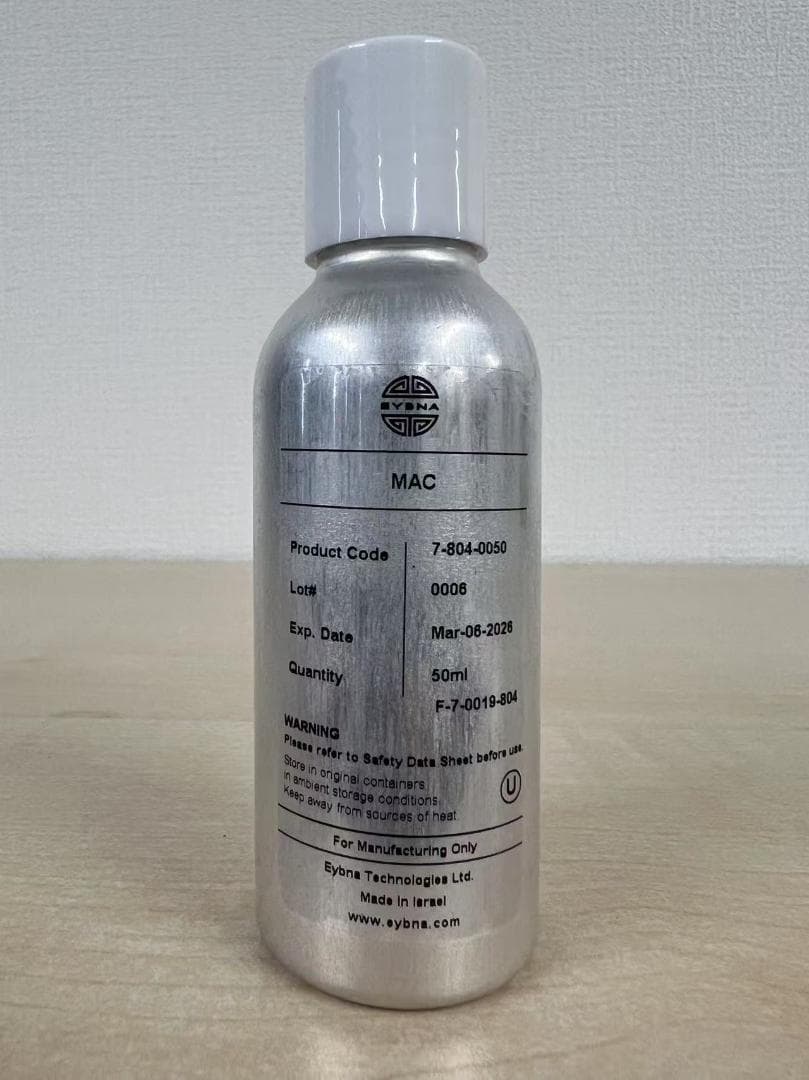 EYBNA
MAC
Product Code 7-804-0050
Lot# 0006
Exp. Date Mar-06-2026
Quantity 50ml
F-7-0019-804
WARNING
Please refer to Safety Data Sheet before use.
Store in original containers
in ambient storage conditions
Keep away from sources of heat.
U
For Manufacturing Only
Eybna Technologies Ltd.
Made in Israel
www.eybna.com